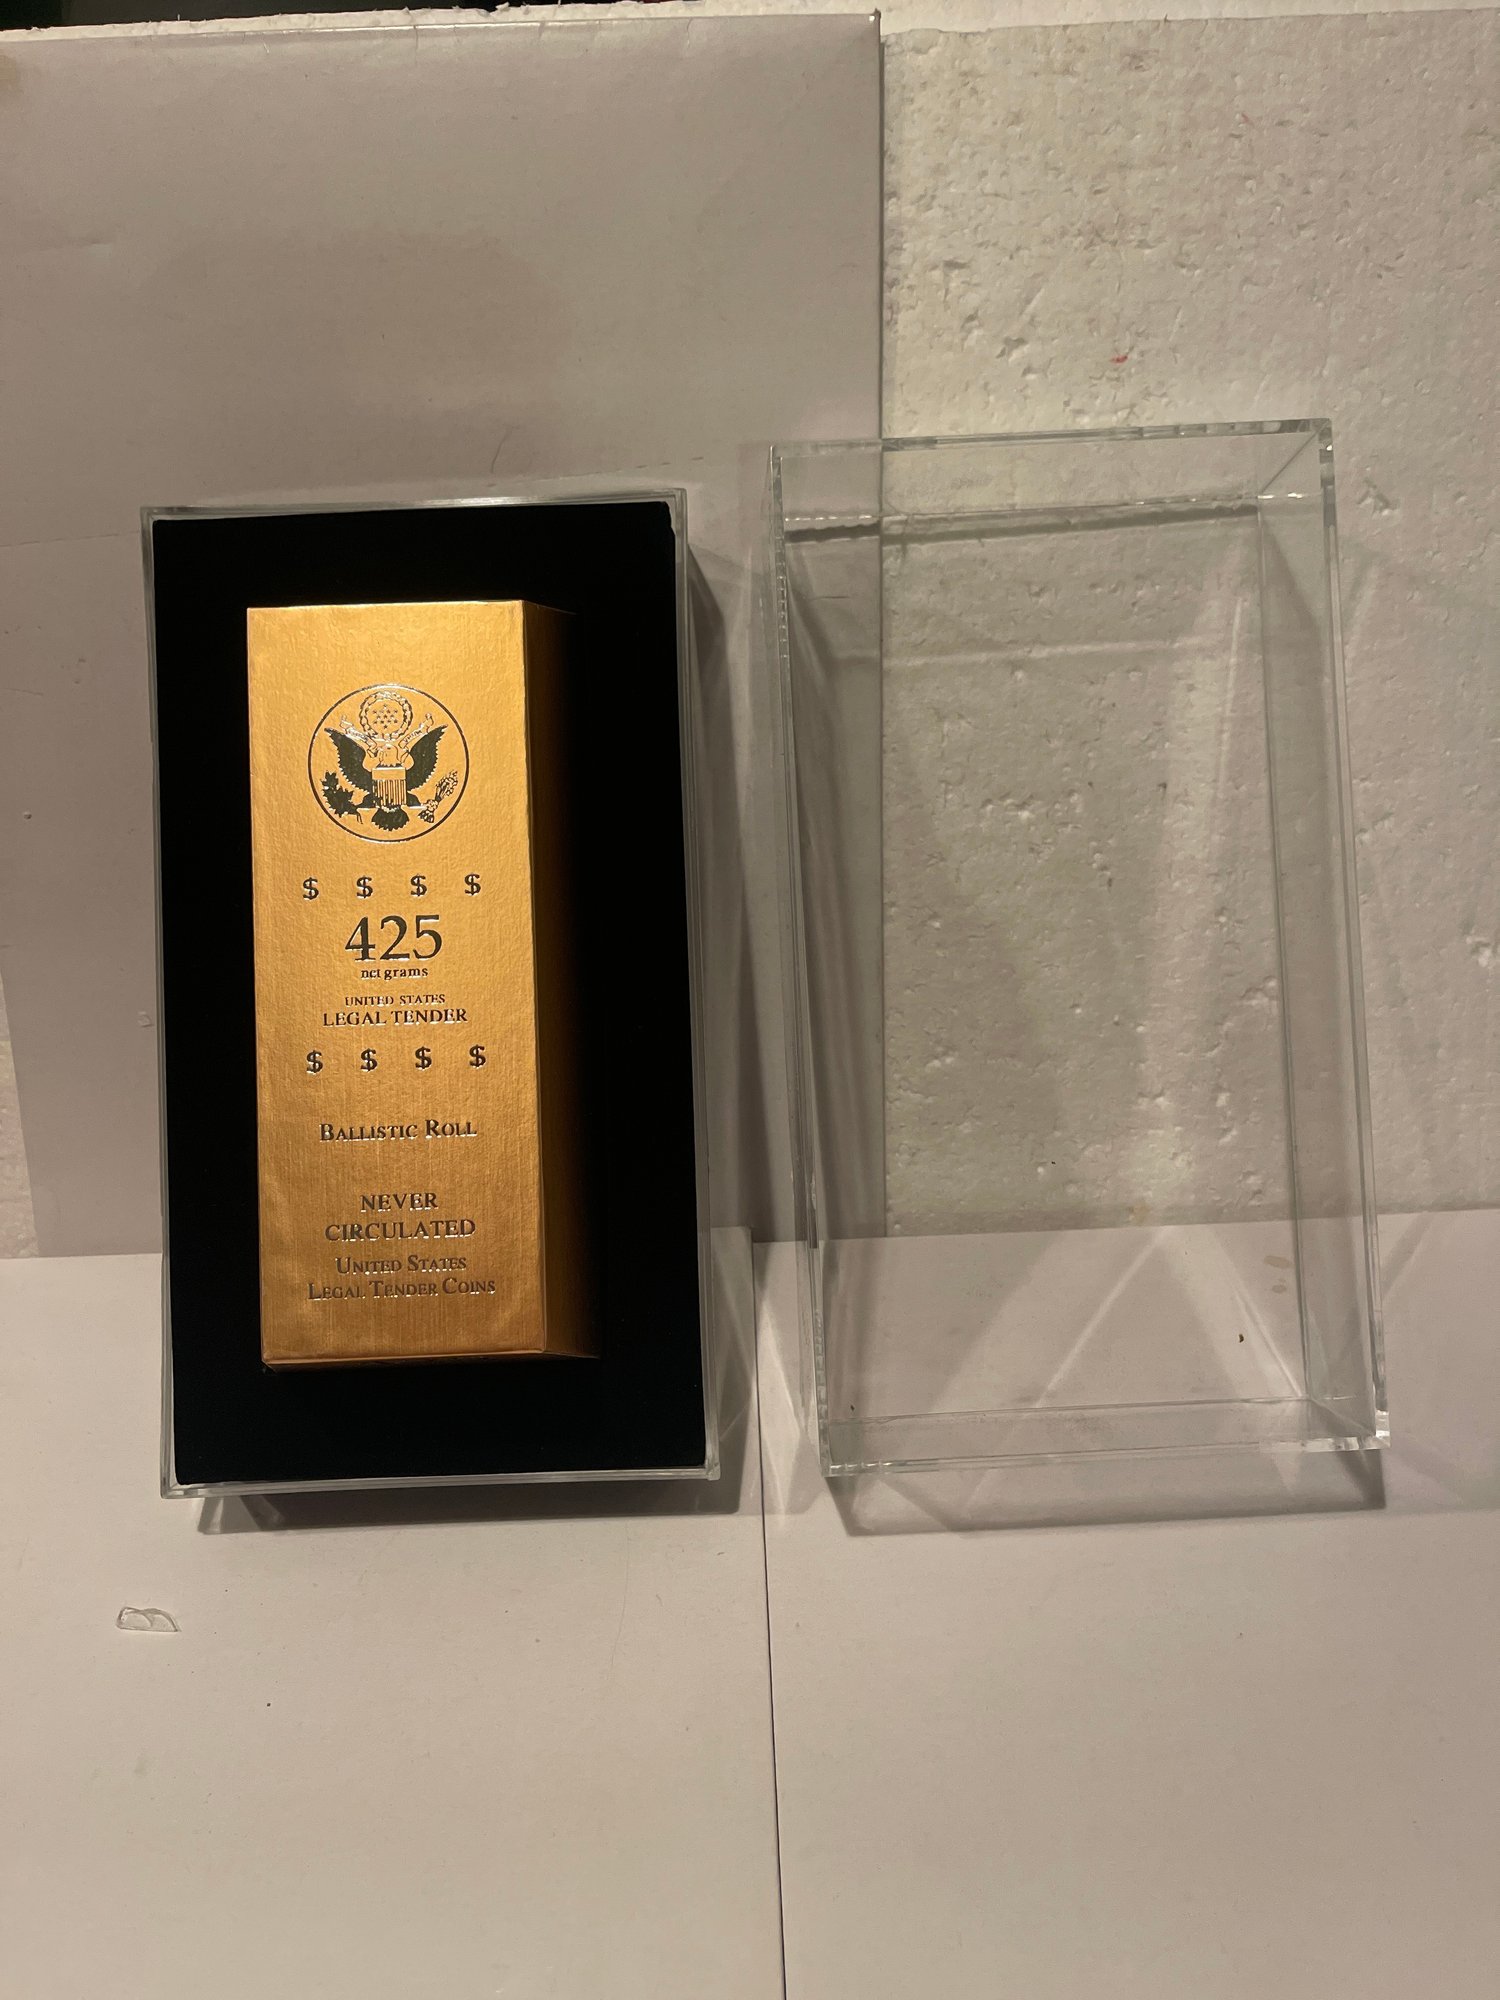 $ $ $ $
425
net grams
UNITED STATES
LEGAL TENDER
$ $ $ $
BALLISTIC ROLL
NEVER
CIRCULATED
UNITED STATES
LEGAL TENDER COINS